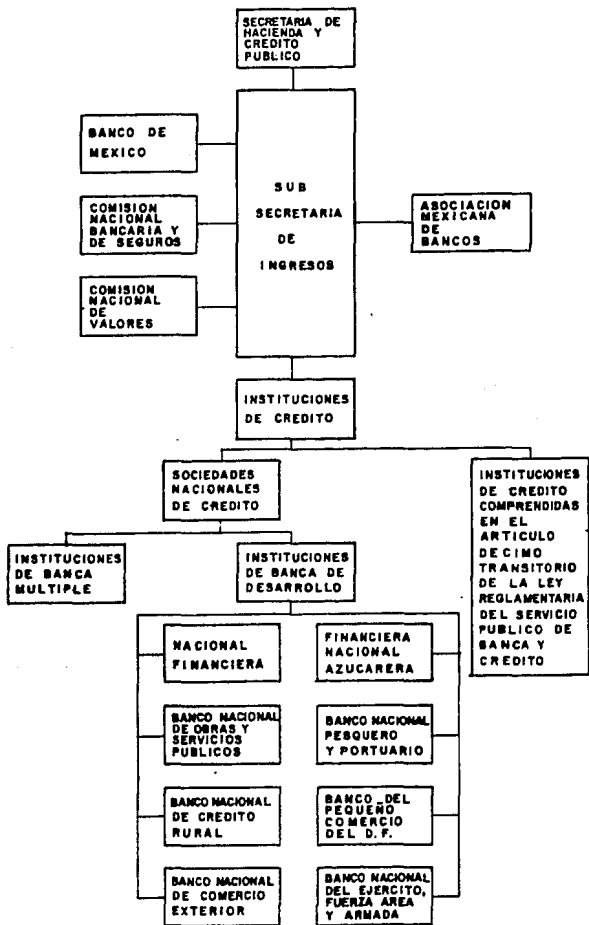 SECRETARIA DE
HACIENDA Y
CREDITO
PUBLICO
BANCO DE
MEXICO
COMISION
NACIONAL
BANCARIA Y
DE SEGUROS
COMISION
NACIONAL
DE
VALORES
SUB
SECRETARIA
DE
INGRESOS
ASOCIACION
MEXICANA
DE
BANCOS
INSTITUCIONES
DE CREDITO
SOCIEDADES
NACIONALES
DE CREDITO
INSTITUCIONES
DE CREDITO
COMPRENDIDAS
EN EL
ARTICULO
DECIMO
TRANSITORIO
DE LA LEY
REGLAMENTARIA
DEL SERVICIO
PUBLICO DE
BANCA Y
CREDITO
INSTITUCIONES
DE BANCA
MULTIPLE
INSTITUCIONES
DE BANCA DE
DESARROLLO
NACIONAL
FINANCIERA
FINANCIERA
NACIONAL
AZUCARERA
BANCO NACIONAL
DE OBRAS Y
SERVICIOS
PUBLICOS
BANCO NACIONAL
PESQUERO
Y PORTUARIO
BANCO NACIONAL
DE CREDITO
RURAL
BANCO DEL
PEQUEÑO
COMERCIO
DEL D.F.
BANCO NACIONAL
DE COMERCIO
EXTERIOR
BANCO NACIONAL
DEL EJERCITO,
FUERZA AREA
Y ARMADA